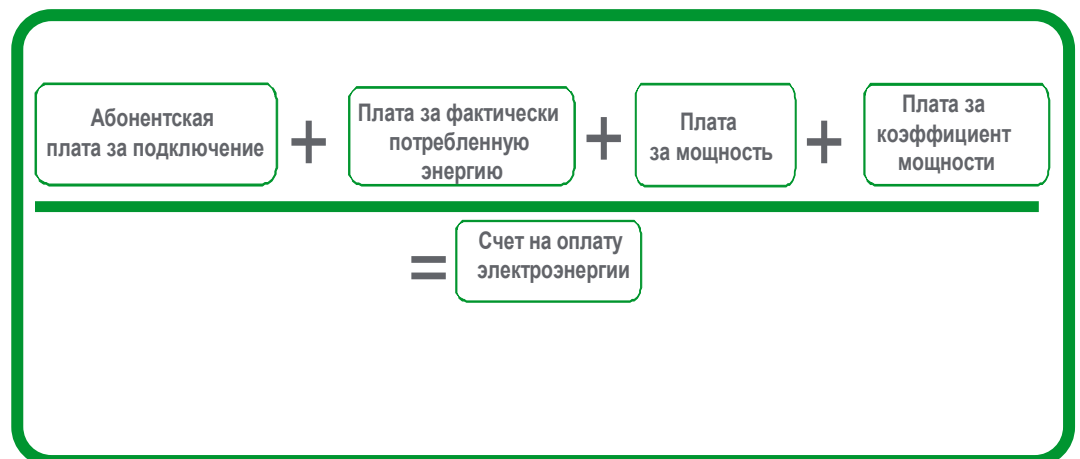 Абонентская
плата за подключение
+
Плата за фактически
потребленную
энергию
+
Плата
за мощность
+
Плата за
коэффициент
мощности
=
Счет на оплату
электроэнергии